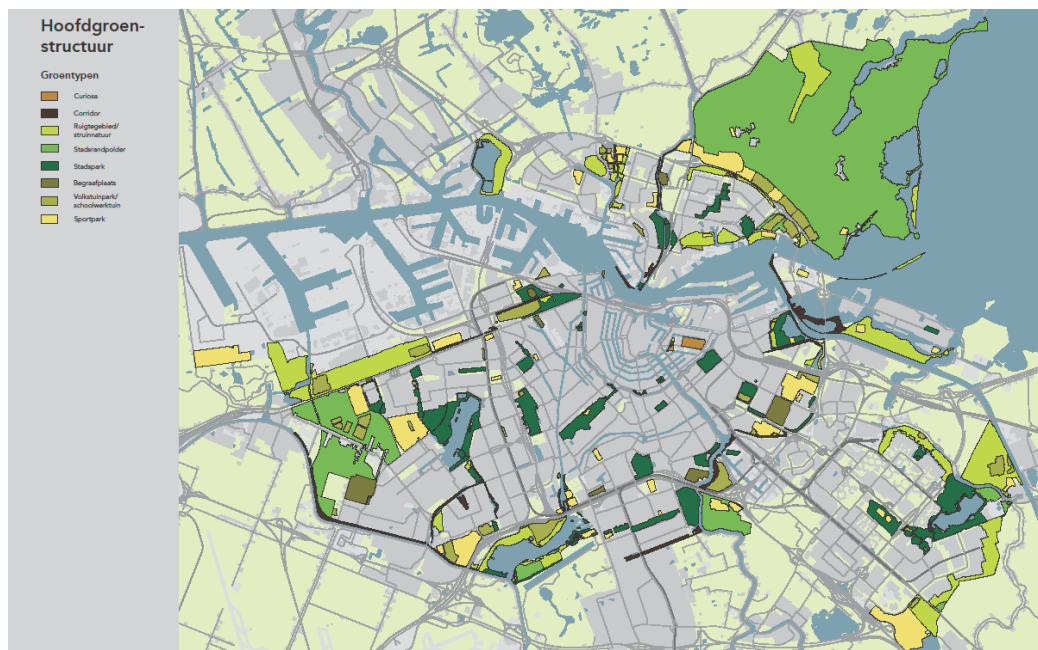 Hoofdgroen-
structuur
Groentypen
Curiosa
Corridor
Ruigtegebied/
struinnatuur
Stadsrandpolder
Stadspark
Begraafplaats
Volkstuinpark/
schoolwerktuin
Sportpark